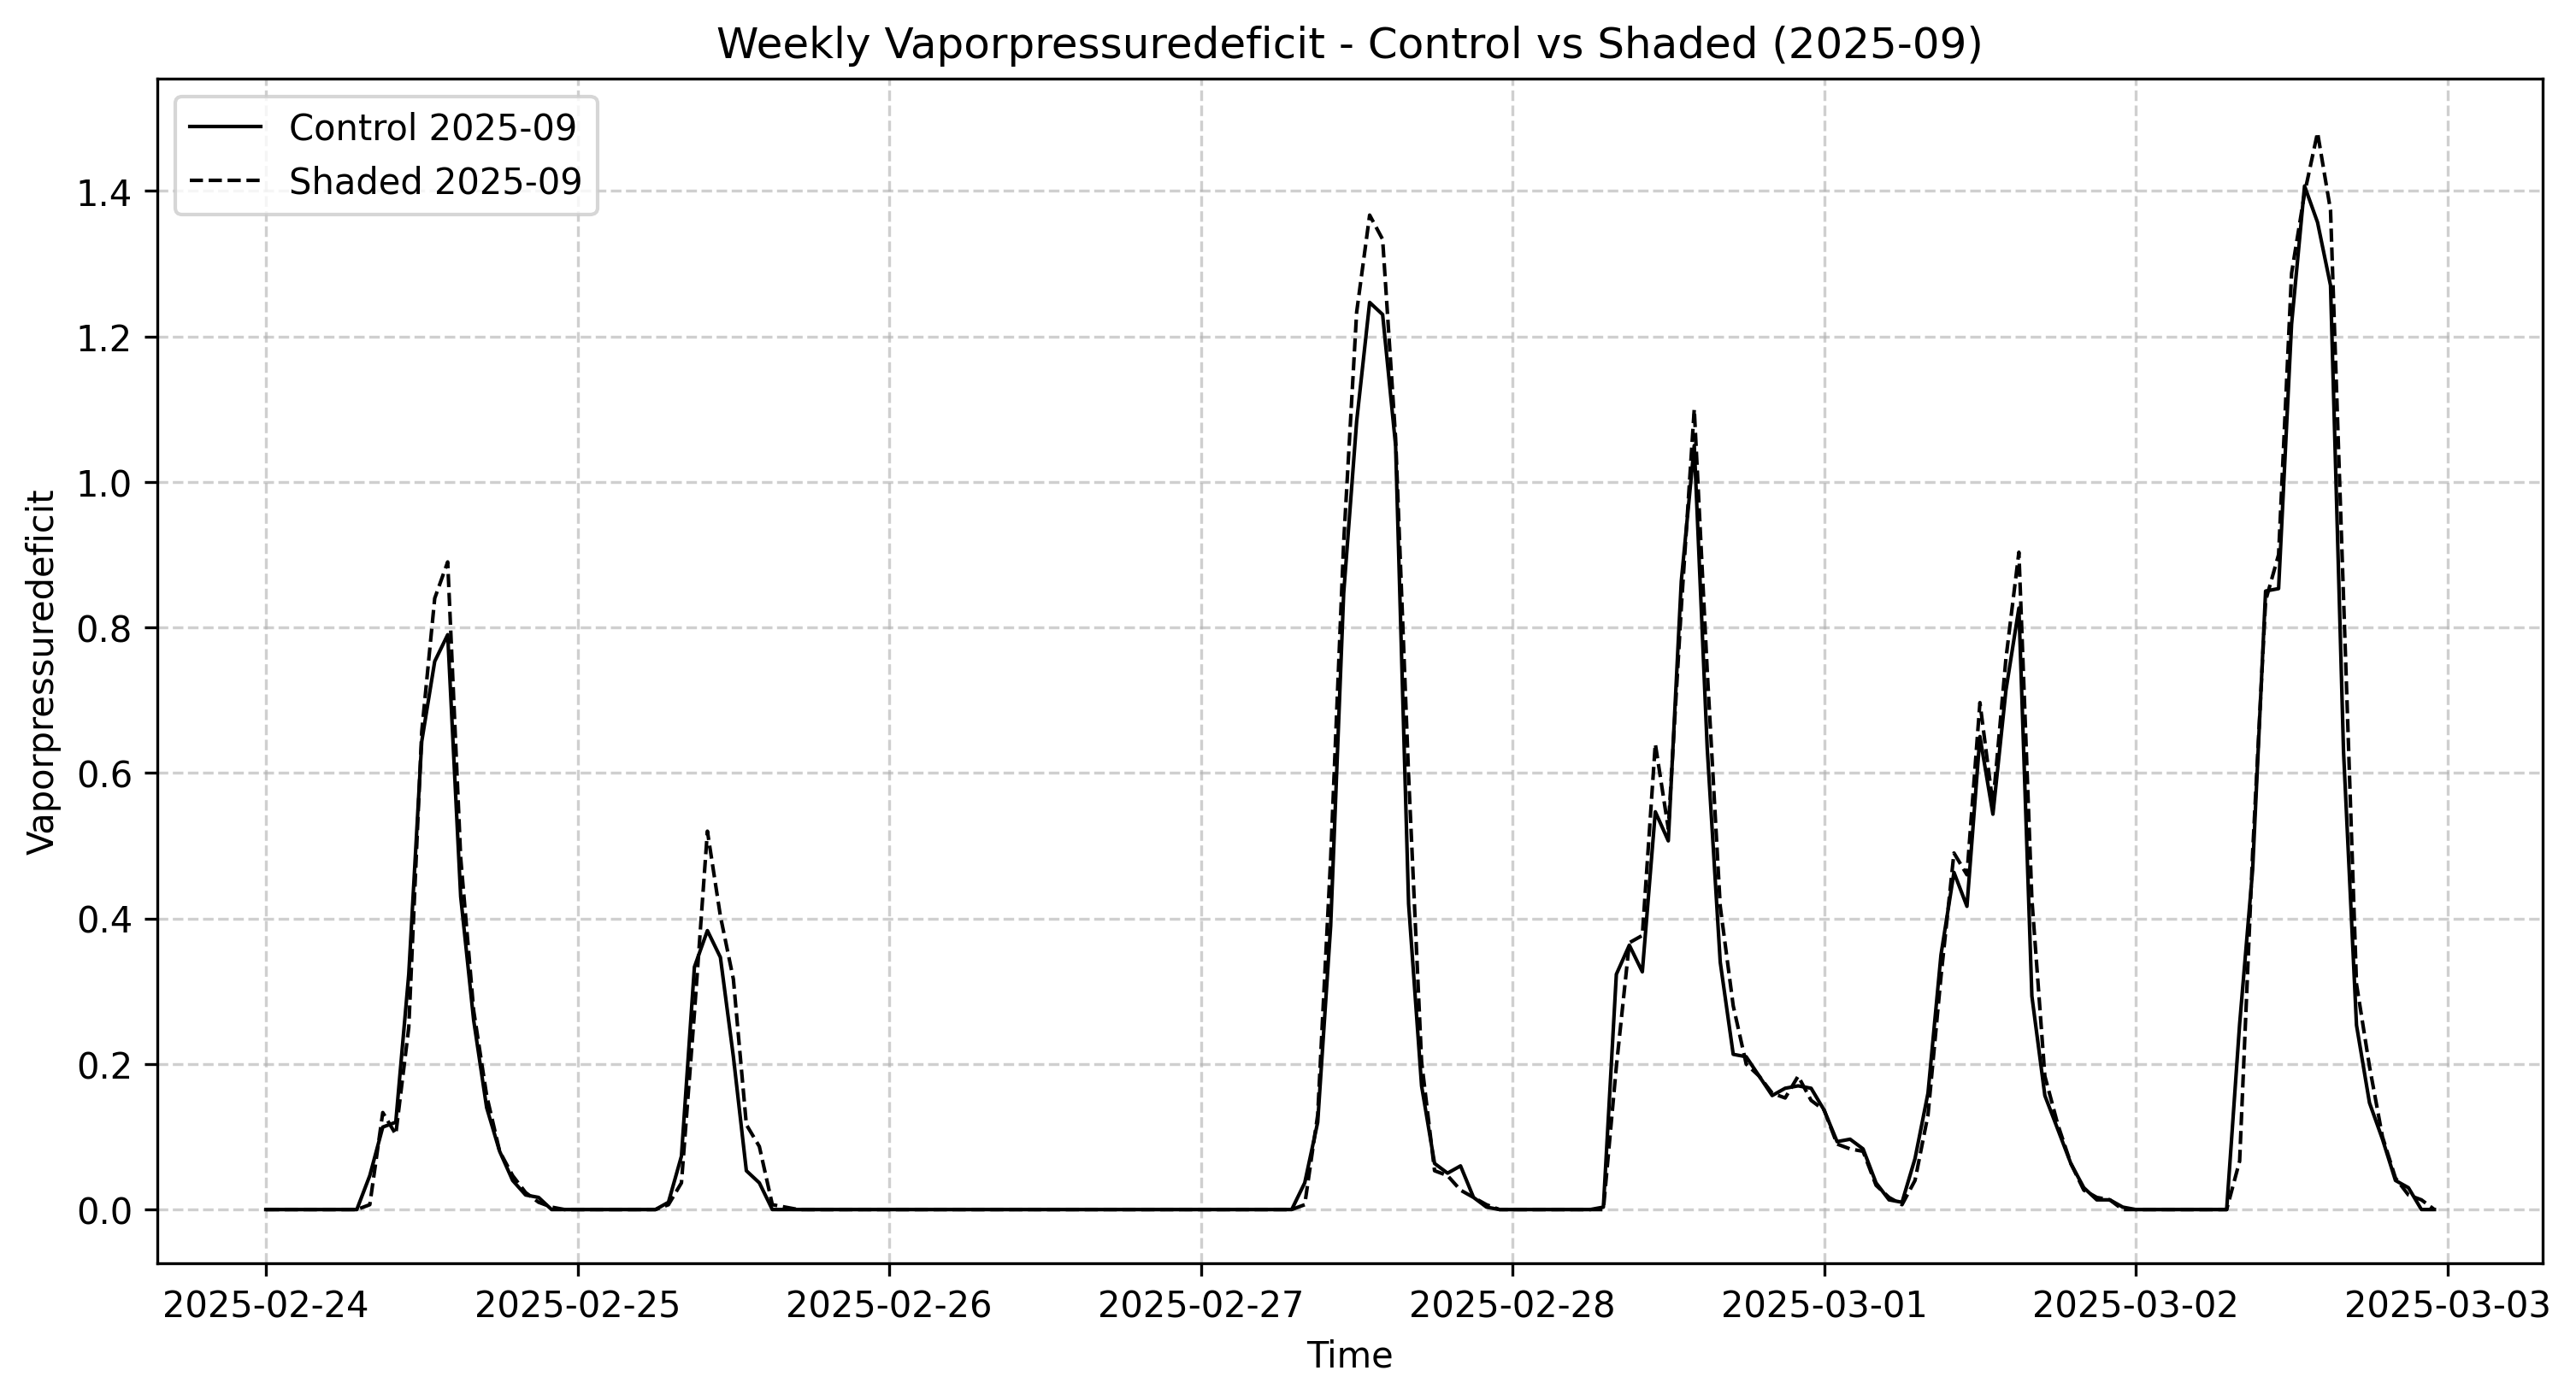 Weekly Vaporpressuredeficit - Control vs Shaded (2025-09)
Control 2025-09
Shaded 2025-09
Vaporpressuredeficit
1.4
1.2
1.0
0.8
0.6
0.4
0.2
0.0
2025-02-24 2025-02-25 2025-02-26 2025-02-27 2025-02-28 2025-03-01 2025-03-02 2025-03-03
Time